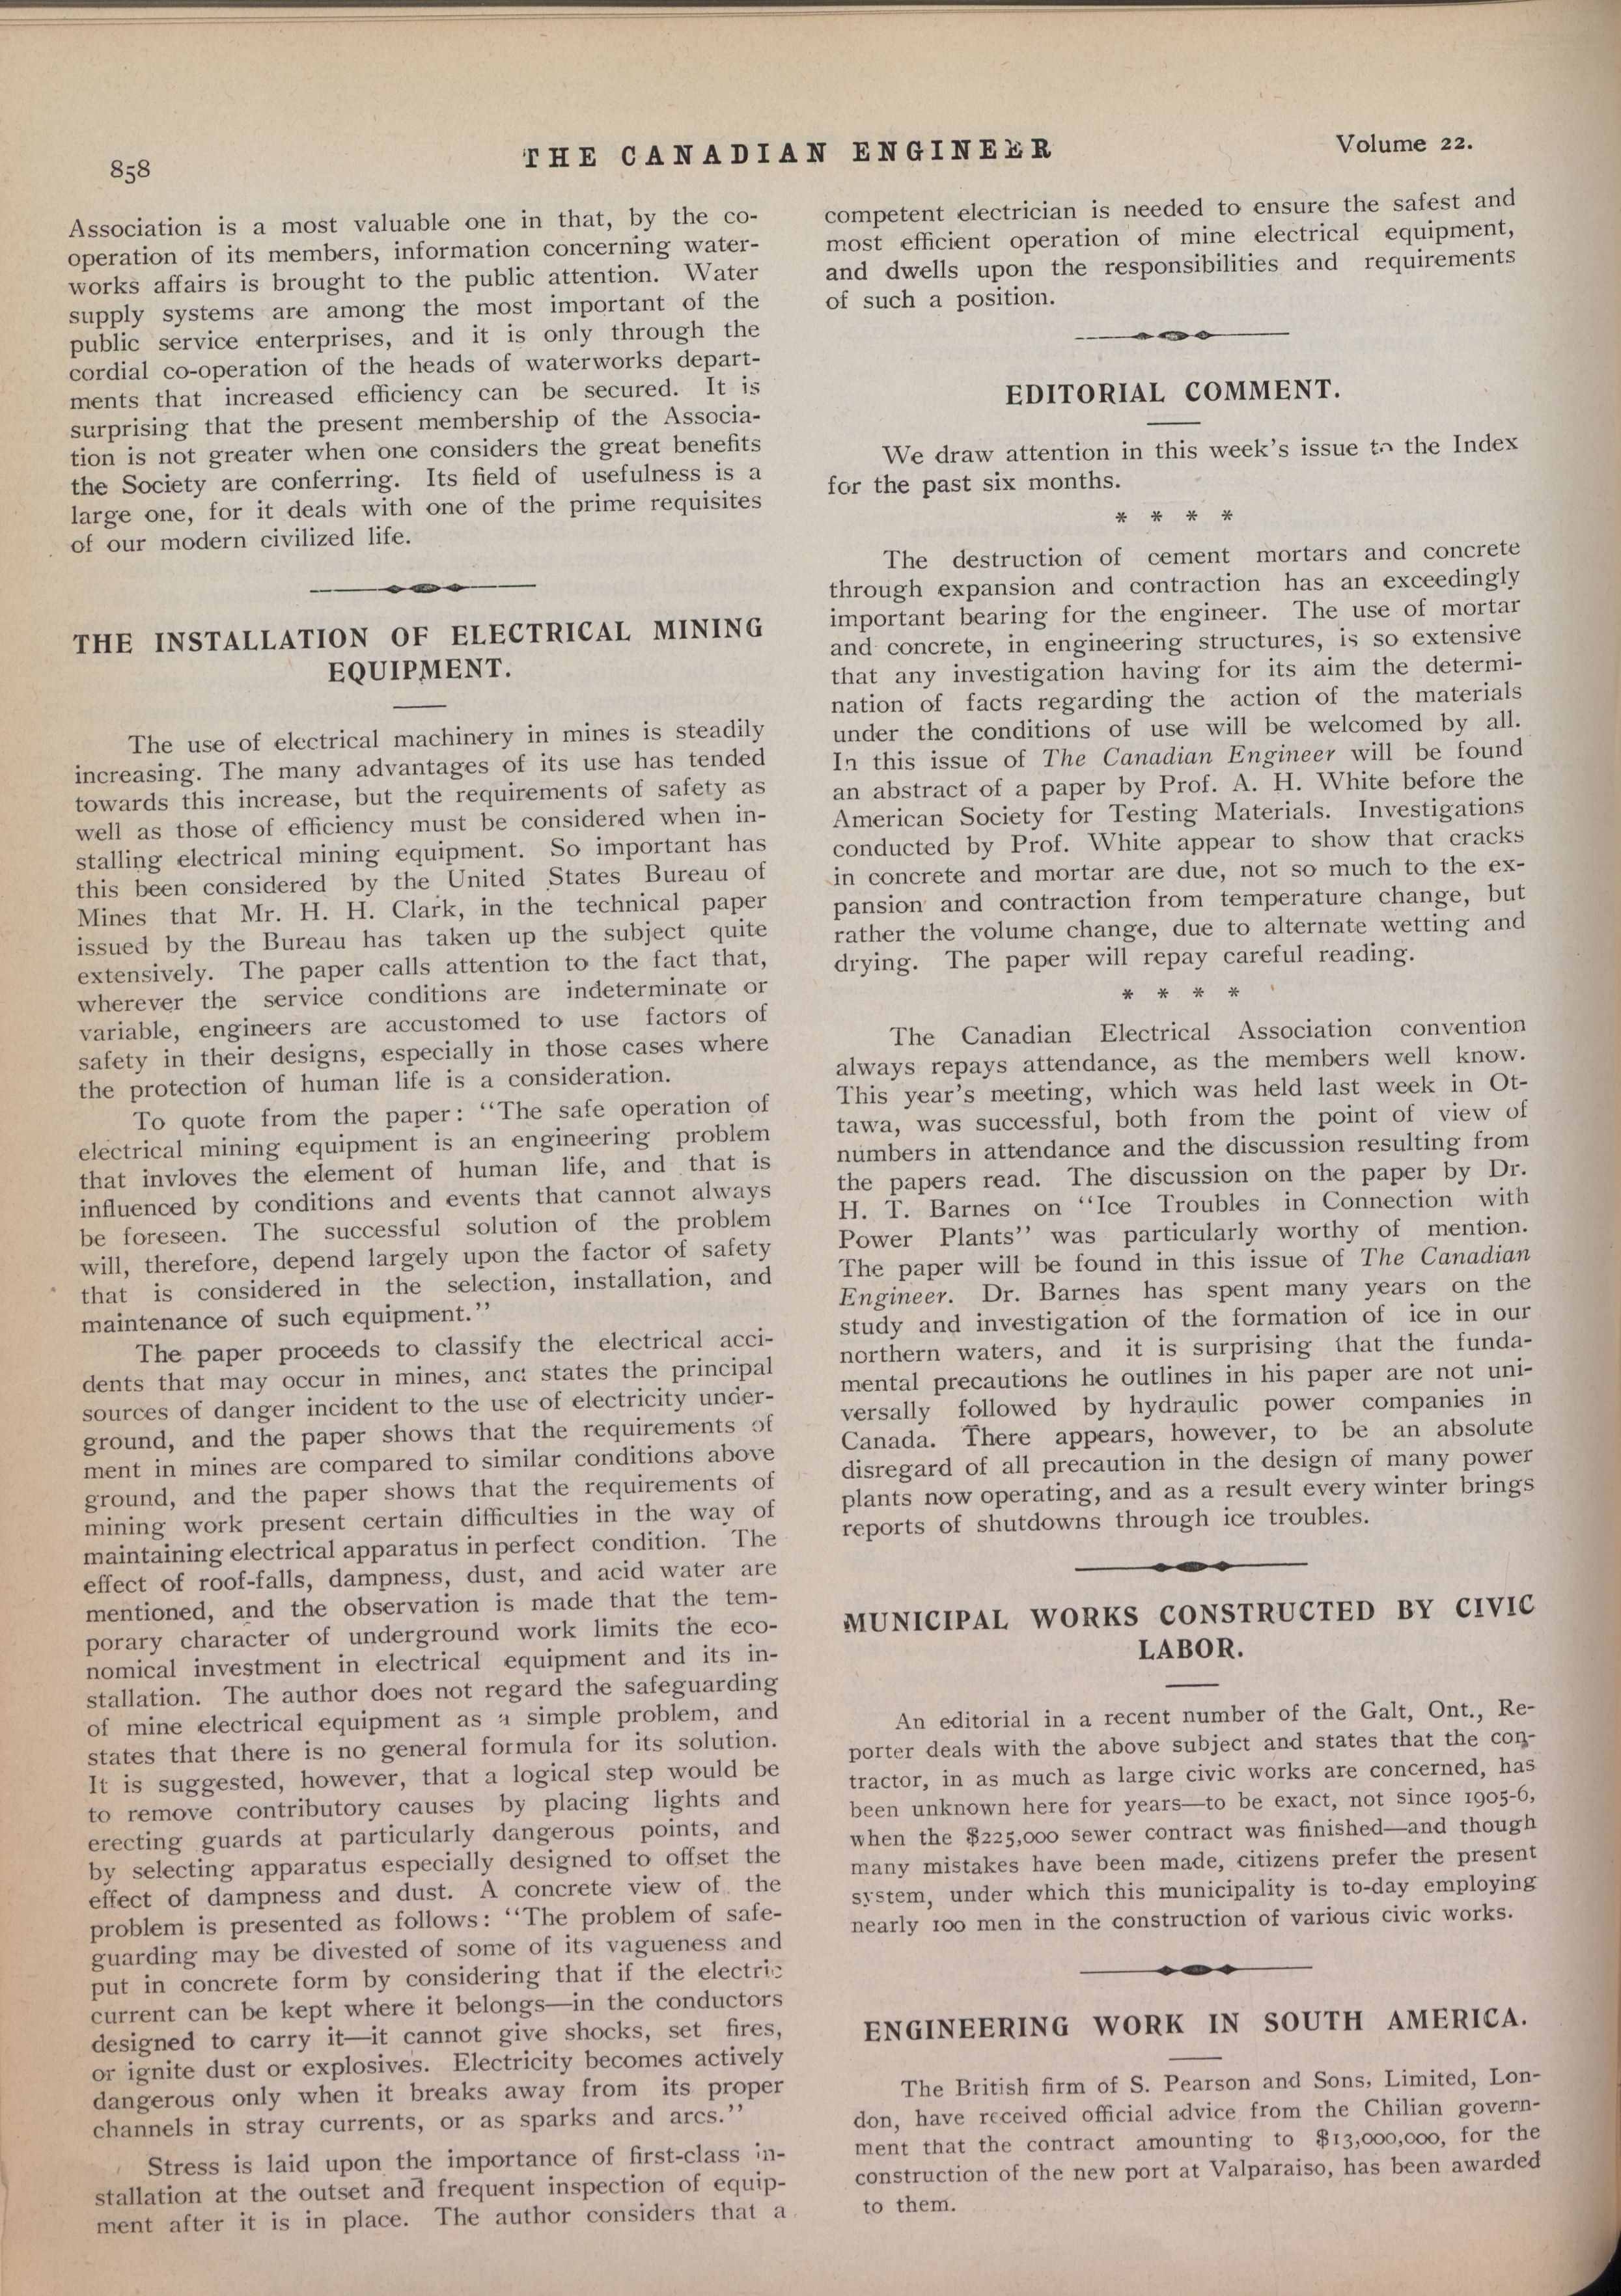 858
THE CANADIAN ENGINEER
Volume 22.
Association is a most valuable one in that, by the co-
operation of its members, information concerning water-
works affairs is brought to the public attention. Water
supply systems are among the most important of the
public service enterprises, and it is only through the
cordial co-operation of the heads of waterworks depart-
ments that increased efficiency can be secured. It is
surprising that the present membership of the Associa-
tion is not greater when one considers the great benefits
the Society are conferring. Its field of usefulness is a
large one, for it deals with one of the prime requisites
of our modern civilized life.
THE INSTALLATION OF ELECTRICAL MINING
EQUIPMENT.
The use of electrical machinery in mines is steadily
increasing. The many advantages of its use has tended
towards this increase, but the requirements of safety as
well as those of efficiency must be considered when in-
stalling electrical mining equipment. So important has
this been considered by the United States Bureau of
Mines that Mr. H. H. Clark, in the technical paper
issued by the Bureau has taken up the subject quite
extensively. The paper calls attention to the fact that,
wherever the service conditions are indeterminate or
variable, engineers are accustomed to use factors of
safety in their designs, especially in those cases where
the protection of human life is a consideration.
To quote from the paper: "The safe operation of
electrical mining equipment is an engineering problem
that invloves the element of human life, and that is
influenced by conditions and events that cannot always
be foreseen. The successful solution of the problem
will, therefore, depend largely upon the factor of safety
that is considered in the selection, installation, and
maintenance of such equipment."
The paper proceeds to classify the electrical acci-
dents that may occur in mines, and states the principal
sources of danger incident to the use of electricity under-
ground, and the paper shows that the requirements of
ment in mines are compared to similar conditions above
ground, and the paper shows that the requirements of
mining work present certain difficulties in the way of
maintaining electrical apparatus in perfect condition. The
effect of roof-falls, dampness, dust, and acid water are
mentioned, and the observation is made that the tem-
porary character of underground work limits the eco-
nomical investment in electrical equipment and its in-
stallation. The author does not regard the safeguarding
of mine electrical equipment as a simple problem, and
states that there is no general formula for its solution.
It is suggested, however, that a logical step would be
to remove contributory causes by placing lights and
erecting guards at particularly dangerous points, and
by selecting apparatus especially designed to offset the
effect of dampness and dust. A concrete view of the
problem is presented as follows: "The problem of safe-
guarding may be divested of some of its vagueness and
put in concrete form by considering that if the electric
current can be kept where it belongs—in the conductors
designed to carry it—it cannot give shocks, set fires,
or ignite dust or explosives. Electricity becomes actively
dangerous only when it breaks away from its proper
channels in stray currents, or as sparks and arcs."
Stress is laid upon the importance of first-class in-
stallation at the outset and frequent inspection of equip-
ment after it is in place. The author considers that a
competent electrician is needed to ensure the safest and
most efficient operation of mine electrical equipment,
and dwells upon the responsibilities and requirements
of such a position.
EDITORIAL COMMENT.
We draw attention in this week's issue to the Index
for the past six months.
* * * *
The destruction of cement mortars and concrete
through expansion and contraction has an exceedingly
important bearing for the engineer. The use of mortar
and concrete, in engineering structures, is so extensive
that any investigation having for its aim the determi-
nation of facts regarding the action of the materials
under the conditions of use will be welcomed by all.
In this issue of The Canadian Engineer will be found
an abstract of a paper by Prof. A. H. White before the
American Society for Testing Materials. Investigations
conducted by Prof. White appear to show that cracks
in concrete and mortar are due, not so much to the ex-
pansion and contraction from temperature change, but
rather the volume change, due to alternate wetting and
drying. The paper will repay careful reading.
* * * *
The Canadian Electrical Association convention
always repays attendance, as the members well know.
This year's meeting, which was held last week in Ot-
tawa, was successful, both from the point of view of
numbers in attendance and the discussion resulting from
the papers read. The discussion on the paper by Dr.
H. T. Barnes on "Ice Troubles in Connection with
Power Plants" was particularly worthy of mention.
The paper will be found in this issue of The Canadian
Engineer. Dr. Barnes has spent many years on the
study and investigation of the formation of ice in our
northern waters, and it is surprising that the funda-
mental precautions he outlines in his paper are not uni-
versally followed by hydraulic power companies in
Canada. There appears, however, to be an absolute
disregard of all precaution in the design of many power
plants now operating, and as a result every winter brings
reports of shutdowns through ice troubles.
MUNICIPAL WORKS CONSTRUCTED BY CIVIC
LABOR.
An editorial in a recent number of the Galt, Ont., Re-
porter deals with the above subject and states that the con-
tractor, in as much as large civic works are concerned, has
been unknown here for years—to be exact, not since 1905-6,
when the $225,000 sewer contract was finished—and though
many mistakes have been made, citizens prefer the present
system, under which this municipality is to-day employing
nearly 100 men in the construction of various civic works.
ENGINEERING WORK IN SOUTH AMERICA.
The British firm of S. Pearson and Sons, Limited, Lon-
don, have received official advice from the Chilian govern-
ment that the contract amounting to $13,000,000, for the
construction of the new port at Valparaiso, has been awarded
to them.